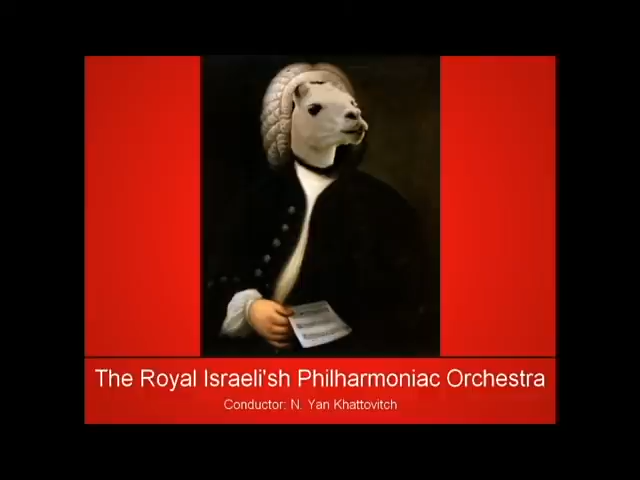 The Royal Israeli'sh Philharmoniac Orchestra
Conductor: N. Yan Khattovitch